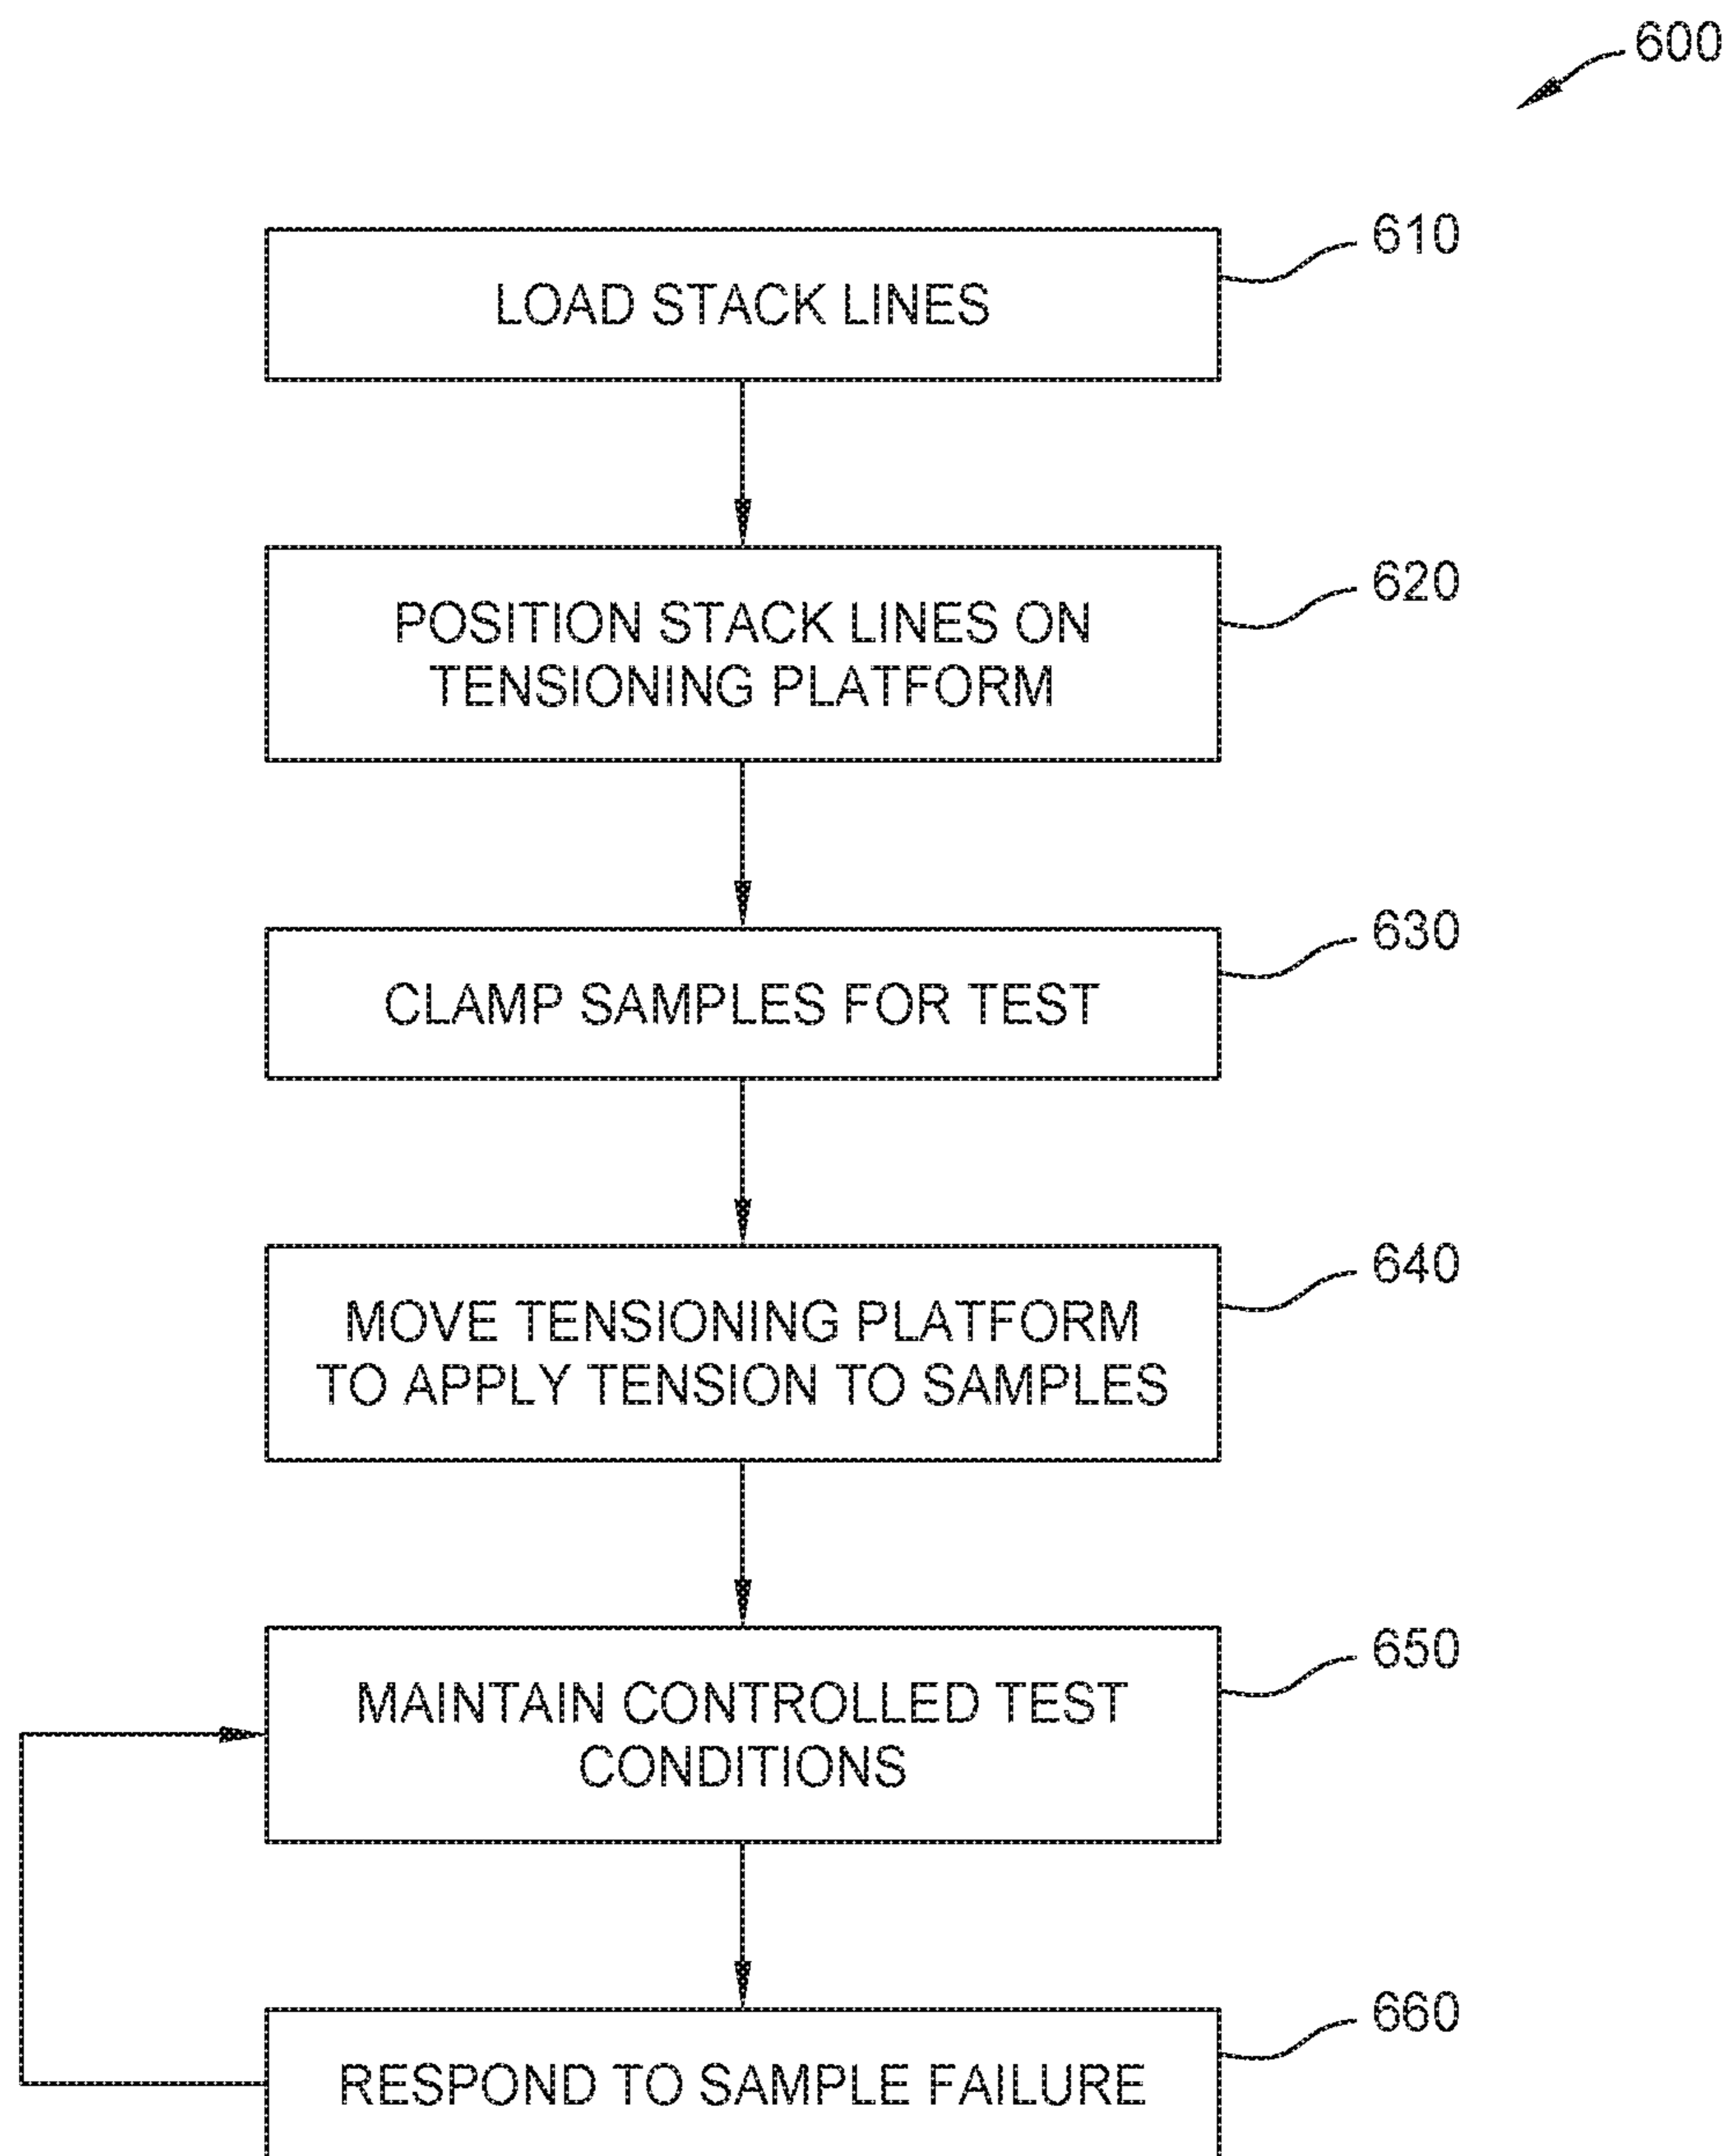 600
610
LOAD STACK LINES
620
POSITION STACK LINES ON
TENSIONING PLATFORM
630
CLAMP SAMPLES FOR TEST
640
MOVE TENSIONING PLATFORM
TO APPLY TENSION TO SAMPLES
650
MAINTAIN CONTROLLED TEST
CONDITIONS
660
RESPOND TO SAMPLE FAILURE